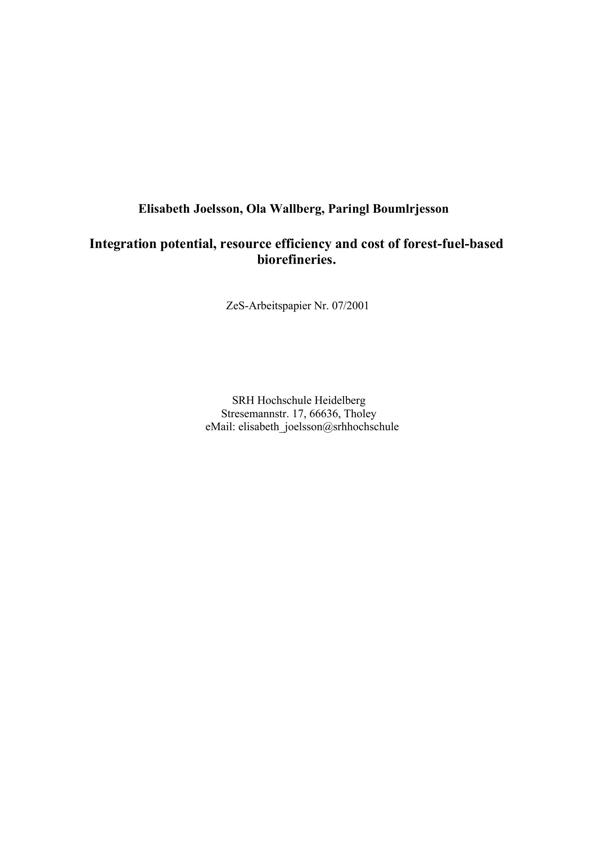 Elisabeth Joelsson, Ola Wallberg, Paringl Boumlrjesson
Integration potential, resource efficiency and cost of forest-fuel-based
biorefineries.
ZeS-Arbeitspapier Nr. 07/2001
SRH Hochschule Heidelberg
Stresemannstr. 17, 66636, Tholey
eMail: elisabeth_joelsson@srhhochschule